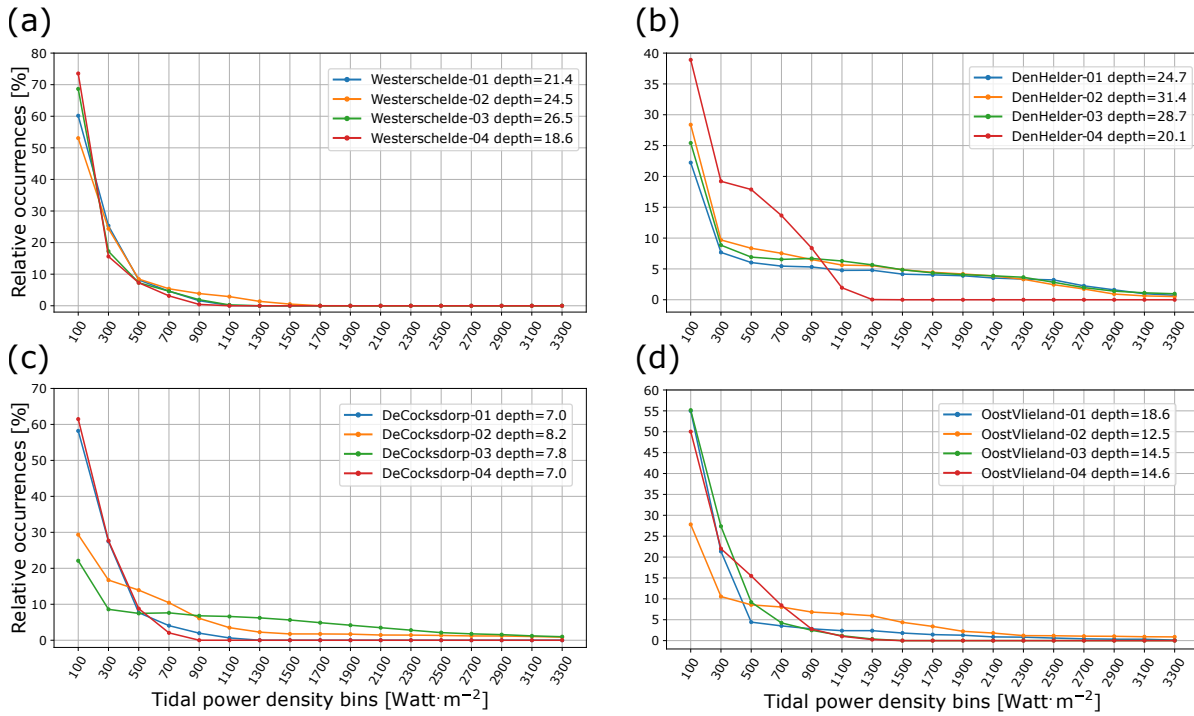 (a)
Relative occurrences [%]
80
70
60
50
40
30
20
10
0
Westerschelde-01 depth=21.4
Westerschelde-02 depth=24.5
Westerschelde-03 depth=26.5
Westerschelde-04 depth=18.6
100 300 500 700 900 1100 1300 1500 1700 1900 2100 2300 2500 2700 2900 3100 3300
(b)
40
35
30
25
20
15
10
5
0
DenHelder-01 depth=24.7
DenHelder-02 depth=31.4
DenHelder-03 depth=28.7
DenHelder-04 depth=20.1
100 300 500 700 900 1100 1300 1500 1700 1900 2100 2300 2500 2700 2900 3100 3300
(c)
Relative occurrences [%]
70
60
50
40
30
20
10
0
DeCocksdorp-01 depth=7.0
DeCocksdorp-02 depth=8.2
DeCocksdorp-03 depth=7.8
DeCocksdorp-04 depth=7.0
100 300 500 700 900 1100 1300 1500 1700 1900 2100 2300 2500 2700 2900 3100 3300
Tidal power density bins [Watt·m⁻²]
(d)
60
55
50
45
40
35
30
25
20
15
10
5
0
OostVlieland-01 depth=18.6
OostVlieland-02 depth=12.5
OostVlieland-03 depth=14.5
OostVlieland-04 depth=14.6
100 300 500 700 900 1100 1300 1500 1700 1900 2100 2300 2500 2700 2900 3100 3300
Tidal power density bins [Watt·m⁻²]